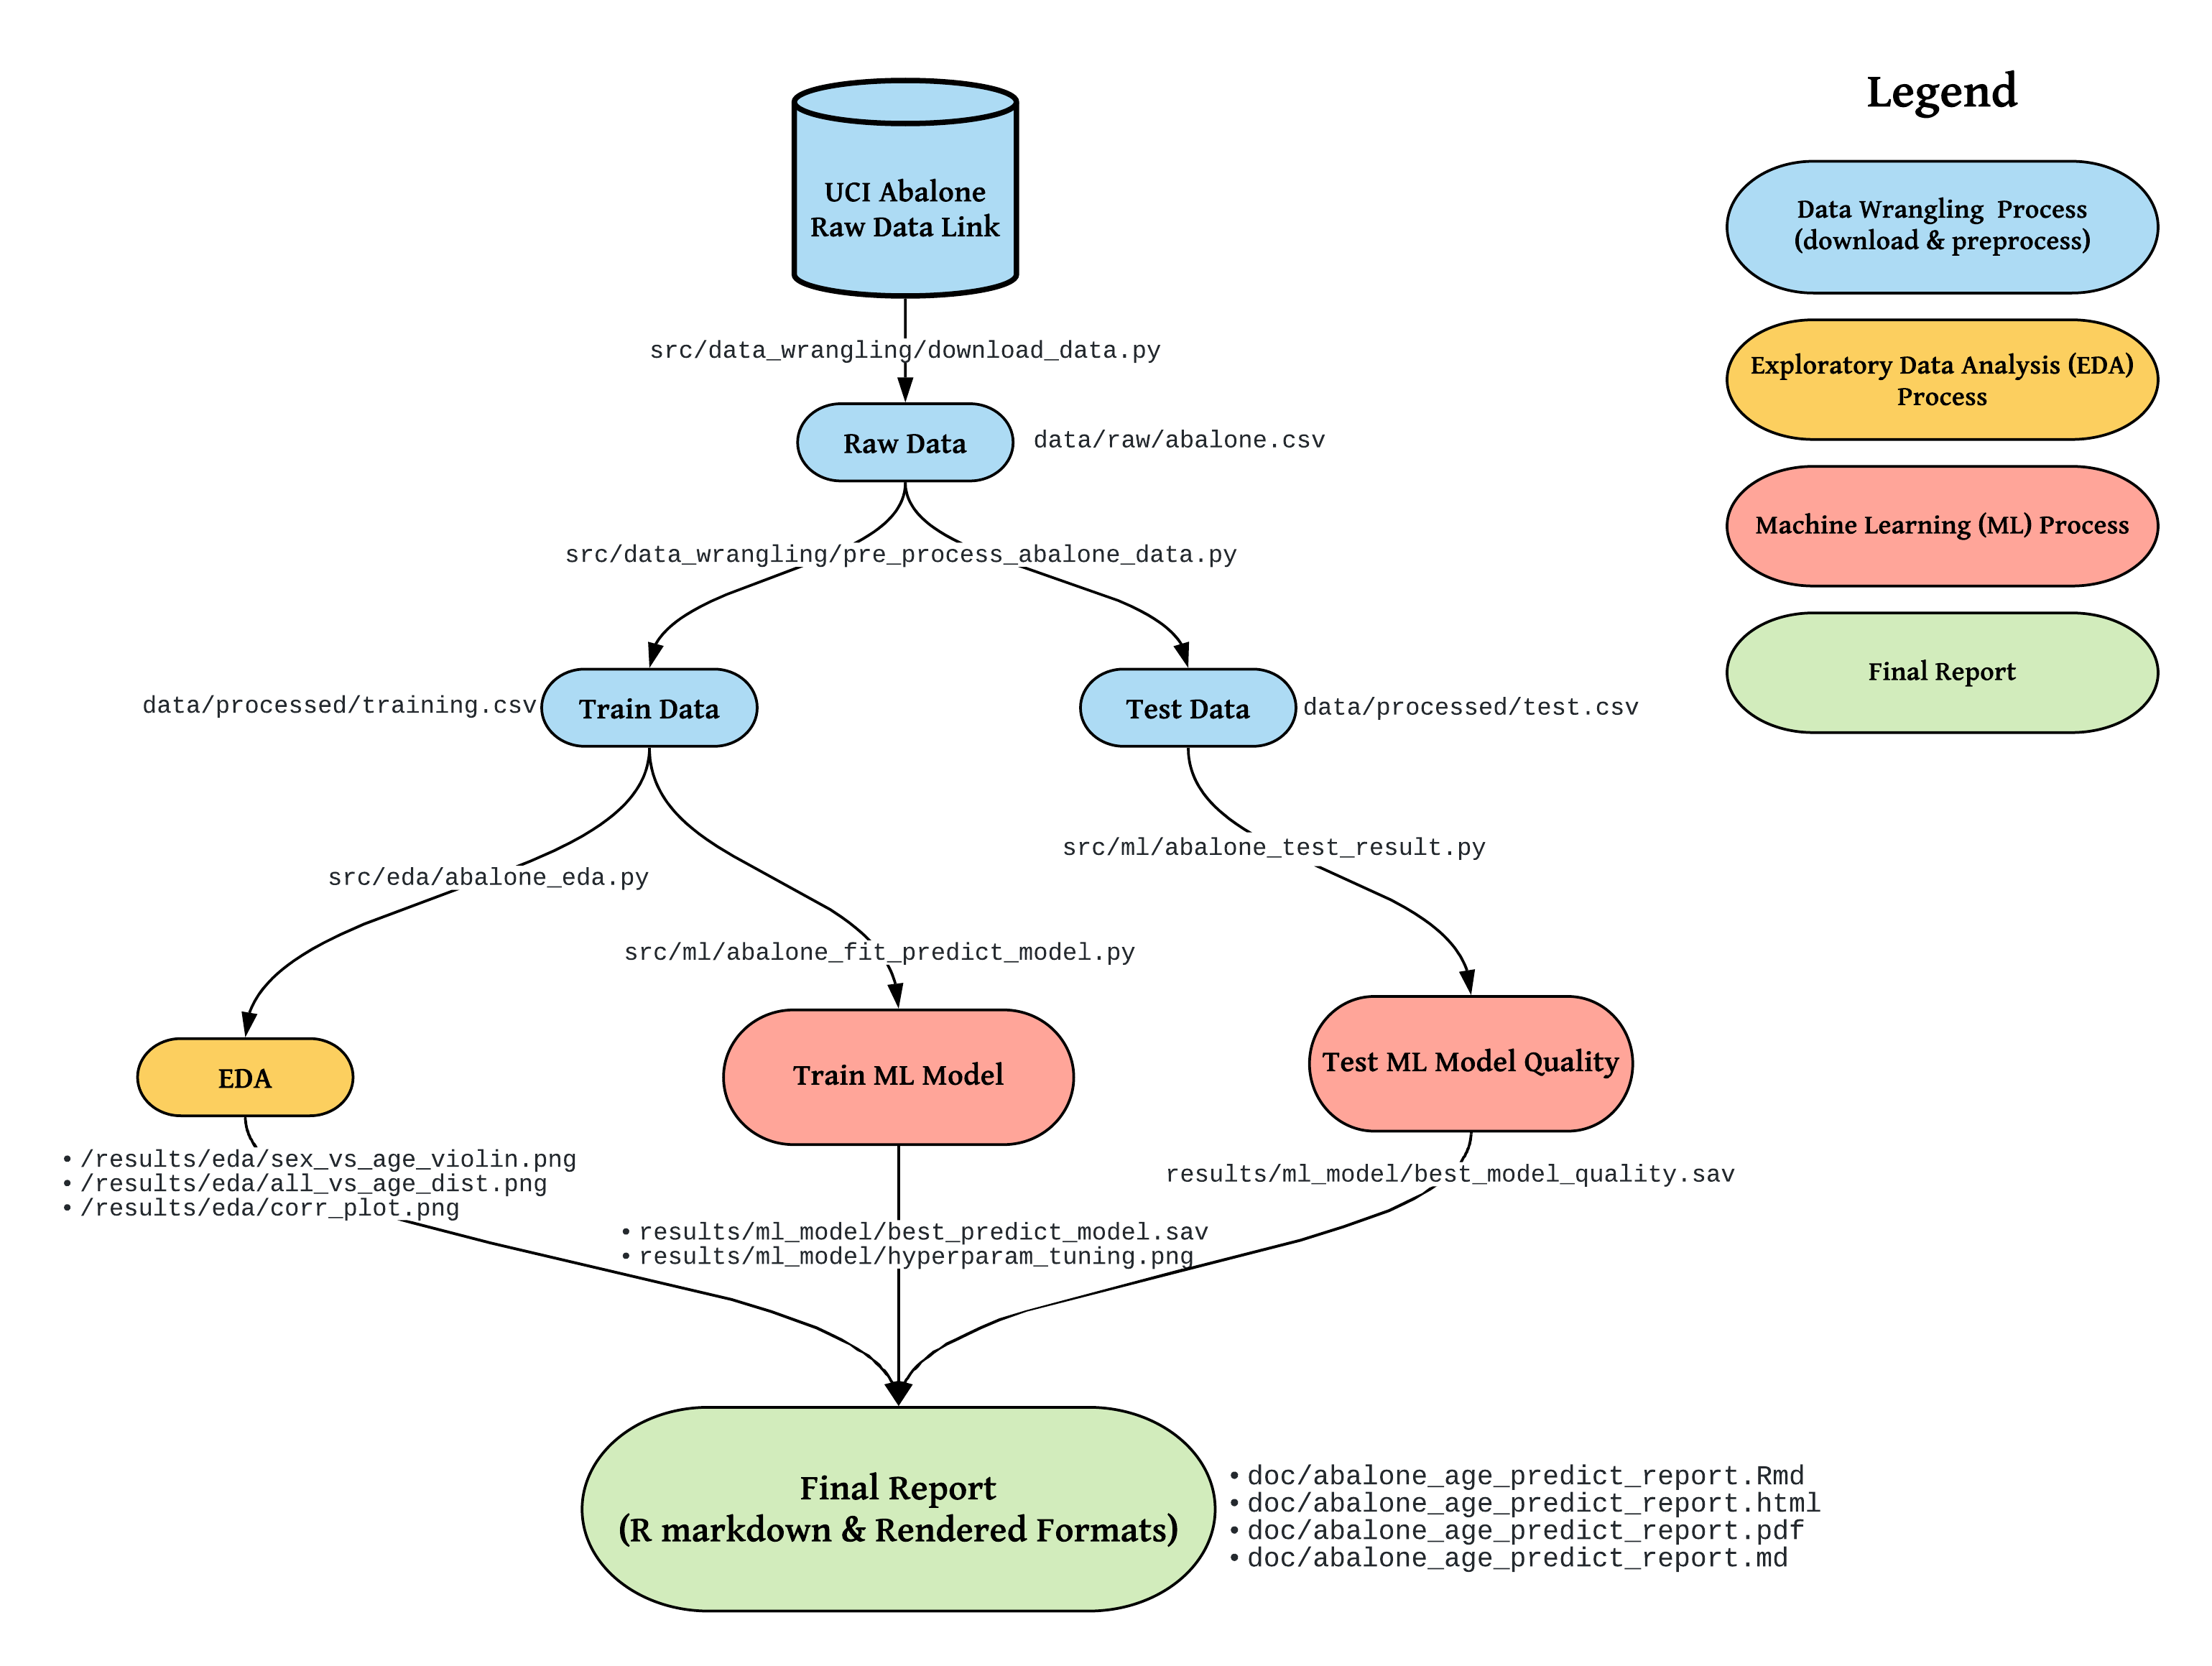 Legend
UCI Abalone
Raw Data Link
Data Wrangling  Process
(download & preprocess)
src/data_wrangling/download_data.py
Exploratory Data Analysis (EDA)
Process
Raw Data
data/raw/abalone.csv
Machine Learning (ML) Process
src/data_wrangling/pre_process_abalone_data.py
Final Report
data/processed/training.csv
Train Data
Test Data
data/processed/test.csv
src/ml/abalone_test_result.py
src/eda/abalone_eda.py
src/ml/abalone_fit_predict_model.py
EDA
Train ML Model
Test ML Model Quality
• /results/eda/sex_vs_age_violin.png
• /results/eda/all_vs_age_dist.png
• /results/eda/corr_plot.png
results/ml_model/best_model_quality.sav
• results/ml_model/best_predict_model.sav
• results/ml_model/hyperparam_tuning.png
Final Report
(R markdown & Rendered Formats)
• doc/abalone_age_predict_report.Rmd
• doc/abalone_age_predict_report.html
• doc/abalone_age_predict_report.pdf
• doc/abalone_age_predict_report.md